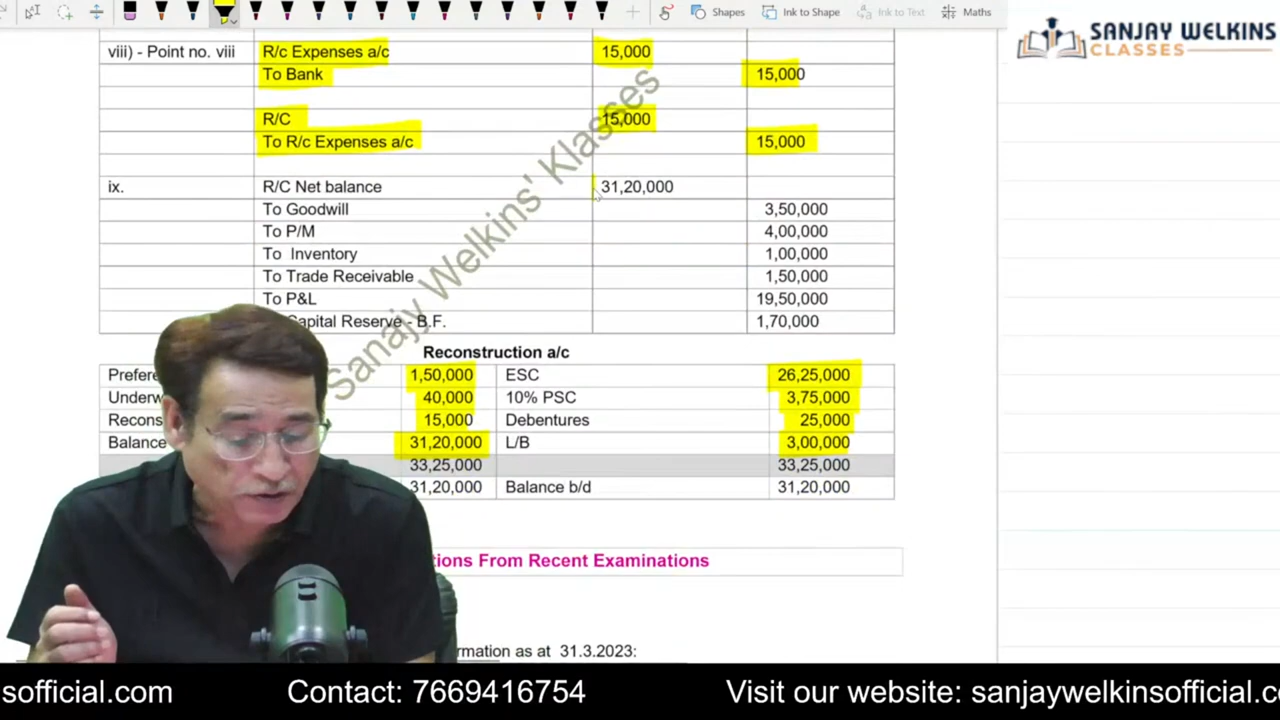 Shapes
Ink to Shape
Ink to Text
Maths
SANJAY WELKINS
CLASSES
viii) - Point no. viii R/c Expenses a/c 15,000
To Bank 15,000
R/C 15,000
To R/c Expenses a/c 15,000
ix. R/C Net balance 31,20,000
To Goodwill 3,50,000
To P/M 4,00,000
To Inventory 1,00,000
To Trade Receivable 1,50,000
To P&L 19,50,000
Capital Reserve - B.F. 1,70,000
Sanajy Welkins' Klasses
Reconstruction a/c
Prefere 1,50,000 ESC 26,25,000
Underw 40,000 10% PSC 3,75,000
Recons 15,000 Debentures 25,000
Balance 31,20,000 L/B 3,00,000
33,25,000 33,25,000
31,20,000 Balance b/d 31,20,000
tions From Recent Examinations
rmation as at 31.3.2023:
sofficial.com Contact: 7669416754 Visit our website: sanjaywelkinsofficial.c